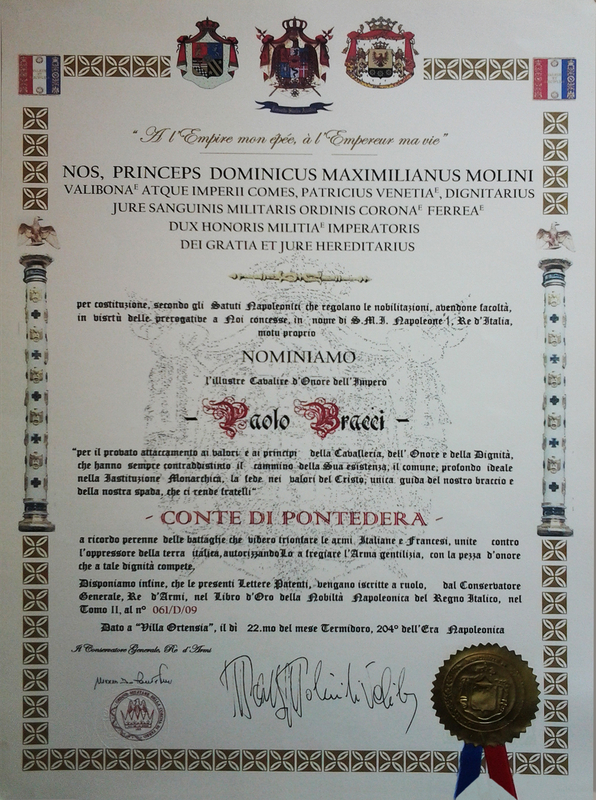 “A l'Empire mon épée, à l'Empereur ma vie”
NOS, PRINCEPS DOMINICUS MAXIMILIANUS MOLINI
VALIBONAᴱ ATQUE IMPERII COMES, PATRICIUS VENETIAᴱ, DIGNITARIUS
JURE SANGUINIS MILITARIS ORDINIS CORONAᴱ FERREAᴱ
DUX HONORIS MILITIAᴱ IMPERATORIS
DEI GRATIA ET JURE HEREDITARIUS
per costituzione, secondo gli Satuti Napoleonici che regolano le nobilitazioni, avendone facoltà,
in visrtù delle prerogative a Noi concesse, in nome di S.M.I. Napoleone I, Re d'Italia,
motu proprio
NOMINIAMO
l'illustre Cavalire d'Onore dell'Impero
- Paolo Bracci -
“per il provato attaccamento ai valori e ai principi della Cavalleria, dell' Onore e della Dignità,
che hanno sempre contraddistinto il cammino della Sua esistenza, il comune, profondo ideale
nella Iastituzione Monarchica, la fede nei valori del Cristo, unica guida del nostro braccio e
della nostra spada, che ci rende fratelli”
- CONTE DI PONTEDERA -
a ricordo perenne delle battaglie che videro trionfare le armi Italiane e Francesi, unite contro
l'oppressore della terra italica, autorizzandoLo a fregiare l'Arma gentilizia, con la pezza d'onore
che a tale dignità compete.
Disponiamo infine, che le presenti Lettere Patenti, vengano iscritte a ruolo, dal Conservatore
Generale, Re d'Armi, nel Libro d'Oro della Nobiltà Napoleonica del Regno Italico, nel
Tomo II, al n° 061/D/09
Dato a “Villa Ortensia”, il dì 22.mo del mese Termidoro, 204° dell'Era Napoleonica
Il Conservatore Generale, Re d'Armi